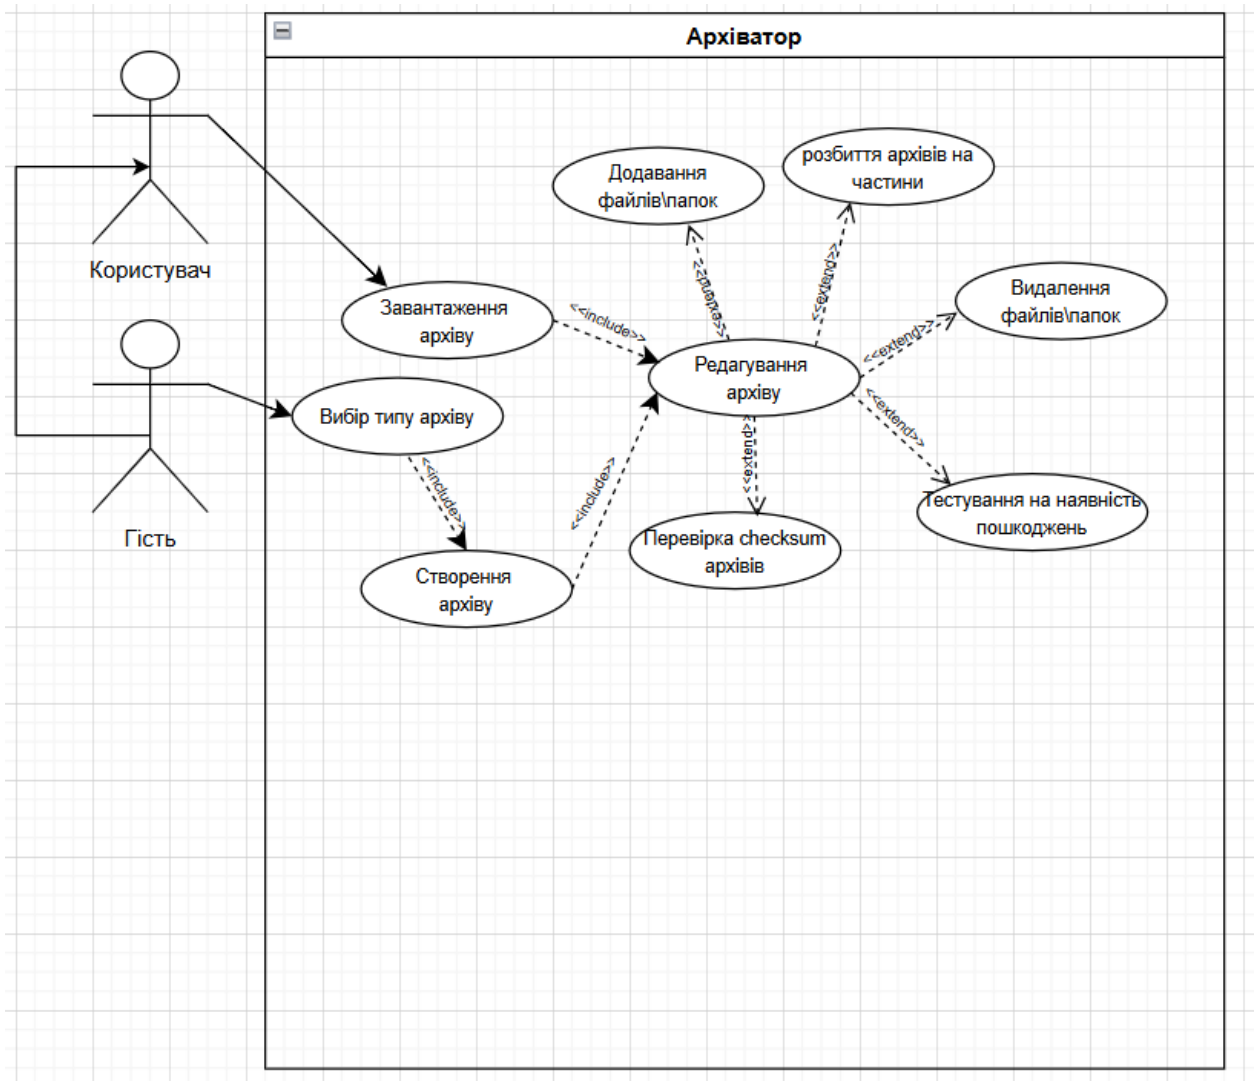 Архіватор
Користувач
Гість
Додавання
файлів\папок
розбиття архівів на
частини
Видалення
файлів\папок
Завантаження
архіву
<<include>>
<<extend>>
<<extend>>
<<extend>>
Редагування
архіву
Вибір типу архіву
<<include>>
<<include>>
<<extend>>
<<extend>>
Тестування на наявність
пошкоджень
Перевірка checksum
архівів
Створення
архіву